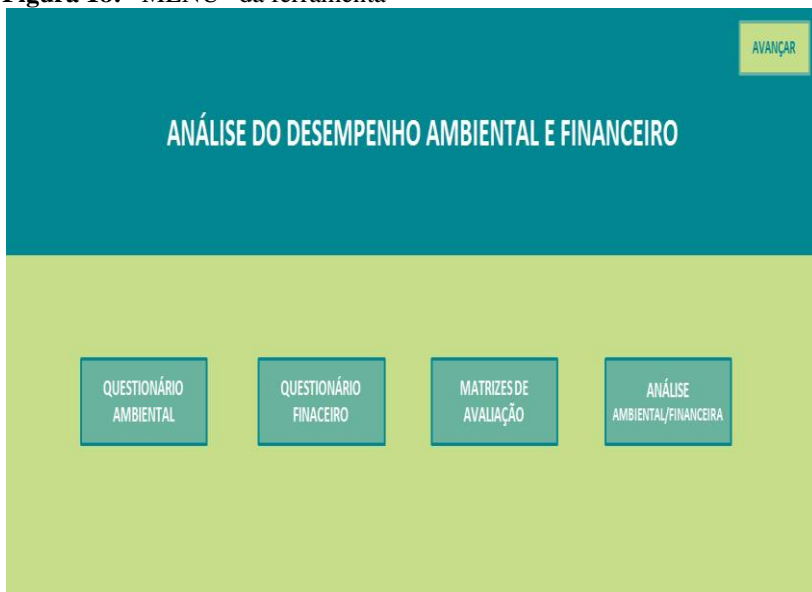 Figura 18: "MENU" da ferramenta
AVANÇAR
ANÁLISE DO DESEMPENHO AMBIENTAL E FINANCEIRO
QUESTIONÁRIO
AMBIENTAL
QUESTIONÁRIO
FINACEIRO
MATRIZES DE
AVALIAÇÃO
ANÁLISE
AMBIENTAL/FINANCEIRA